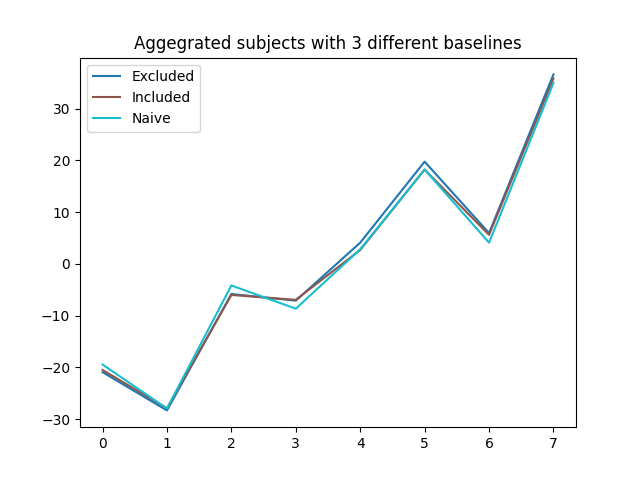 Aggegrated subjects with 3 different baselines
Excluded
Included
Naive
30
20
10
0
−10
−20
−30
0 1 2 3 4 5 6 7